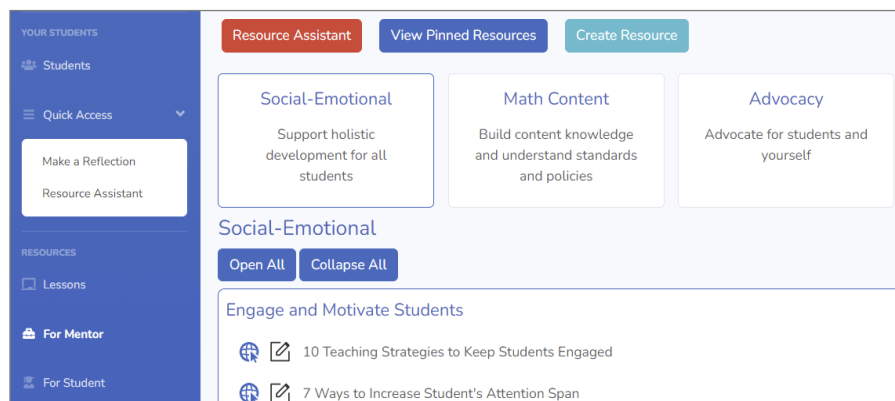 YOUR STUDENTS
Students
Quick Access
Make a Reflection
Resource Assistant
RESOURCES
Lessons
For Mentor
For Student
Resource Assistant
View Pinned Resources
Create Resource
Social-Emotional
Support holistic
development for all
students
Math Content
Build content knowledge
and understand standards
and policies
Advocacy
Advocate for students and
yourself
Social-Emotional
Open All
Collapse All
Engage and Motivate Students
10 Teaching Strategies to Keep Students Engaged
7 Ways to Increase Student's Attention Span